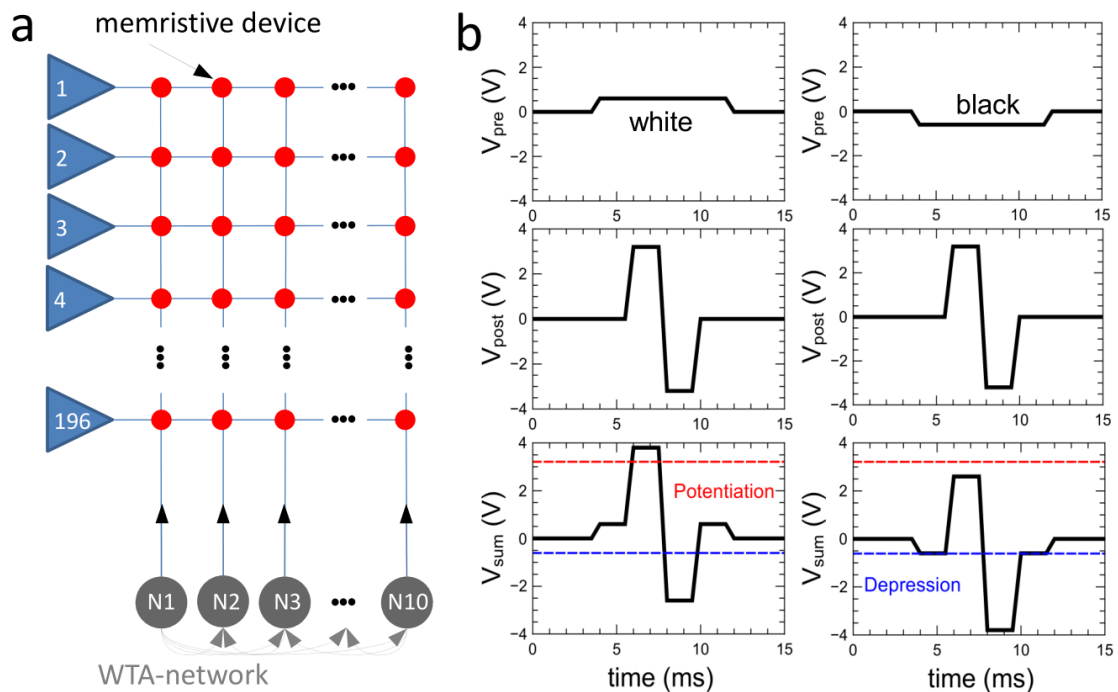 a
memristive device
1
2
3
4
196
N1 N2 N3 N10
WTA-network
b
V_pre (V)
4
2
0
−2
−4
white
0 5 10 15
V_pre (V)
4
2
0
−2
−4
black
0 5 10 15
V_post (V)
4
2
0
−2
−4
0 5 10 15
V_post (V)
4
2
0
−2
−4
0 5 10 15
V_sum (V)
4
2
0
−2
−4
Potentiation
0 5 10 15
time (ms)
V_sum (V)
4
2
0
−2
−4
Depression
0 5 10 15
time (ms)